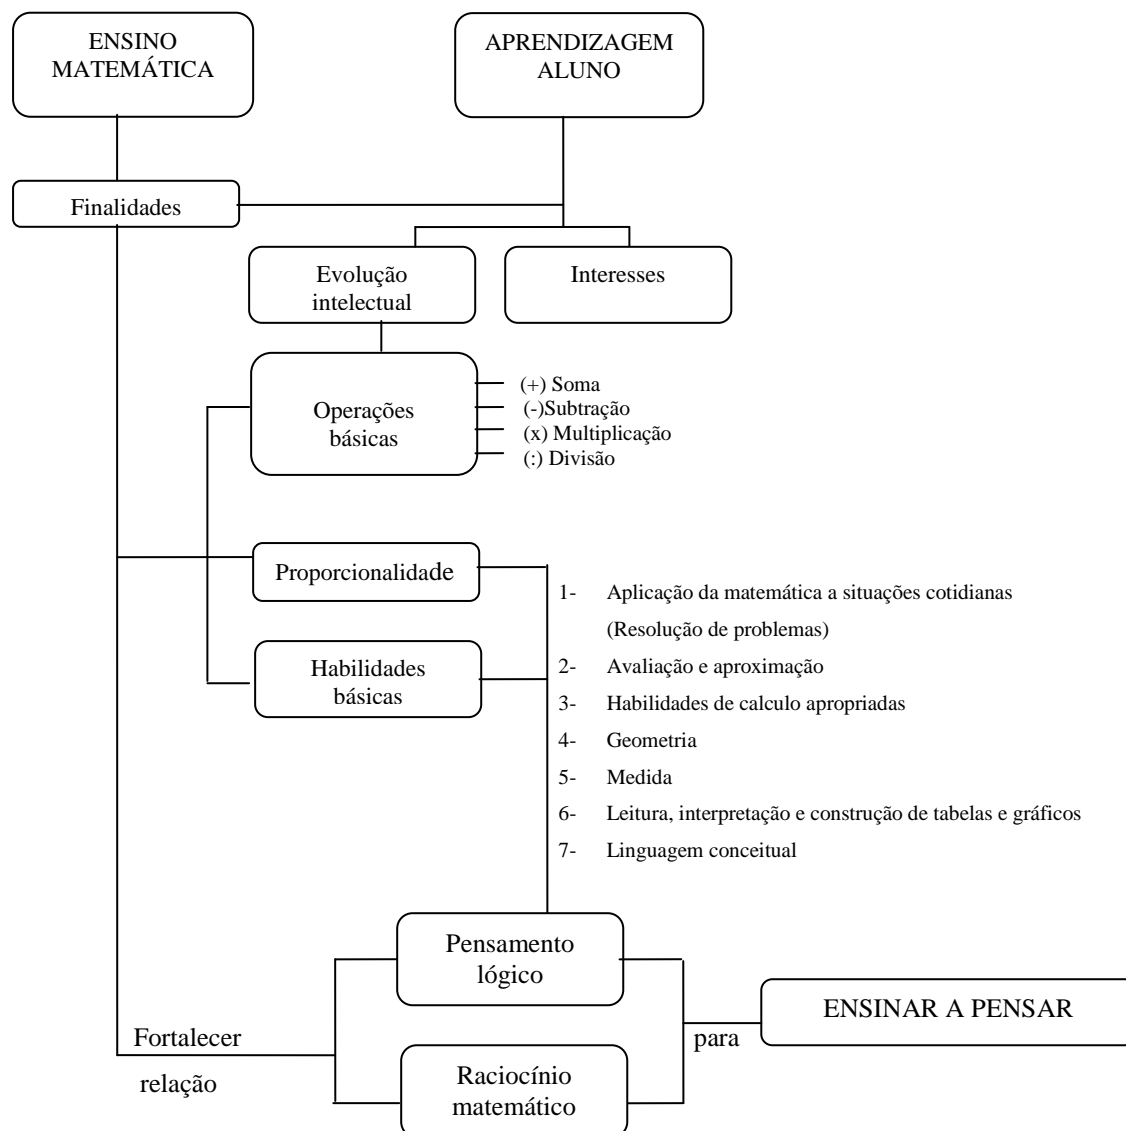 ENSINO
MATEMÁTICA
APRENDIZAGEM
ALUNO
Finalidades
Evolução
intelectual
Interesses
Operações
básicas
(+) Soma
(-)Subtração
(x) Multiplicação
(:) Divisão
Proporcionalidade
Habilidades
básicas
1- Aplicação da matemática a situações cotidianas
(Resolução de problemas)
2- Avaliação e aproximação
3- Habilidades de calculo apropriadas
4- Geometria
5- Medida
6- Leitura, interpretação e construção de tabelas e gráficos
7- Linguagem conceitual
Pensamento
lógico
Fortalecer
relação
Raciocínio
matemático
para
ENSINAR A PENSAR